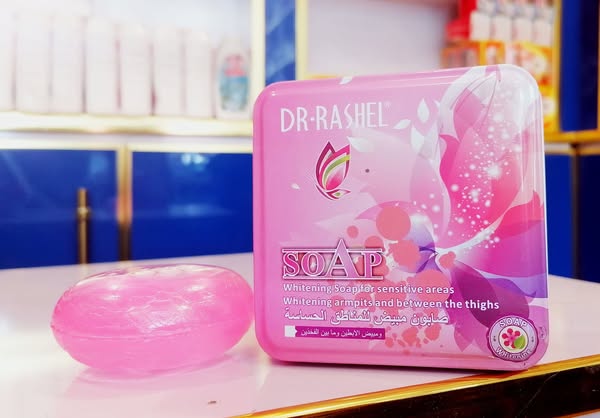 DR·RASHEL®
SOAP
Whitening Soap for sensitive areas
Whitening armpits and between the thighs
صابون مبيض للمناطق الحساسة
ومبيض الابطين وما بين الفخذين
SOAP